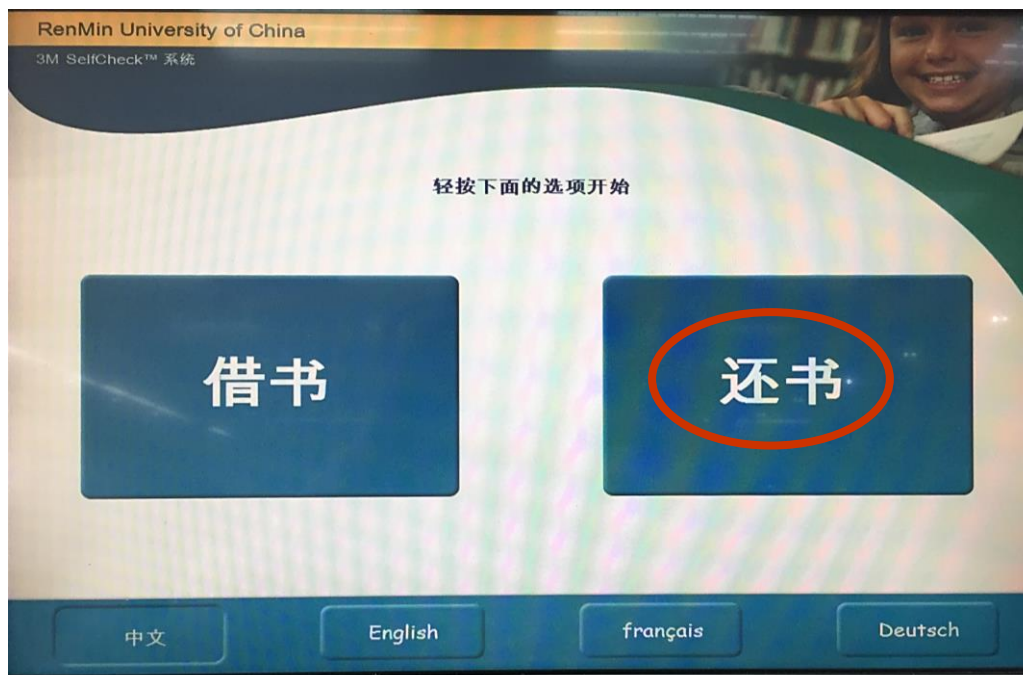 RenMin University of China
3M SelfCheck™ 系统
轻按下面的选项开始
借书
还书
中文
English
français
Deutsch